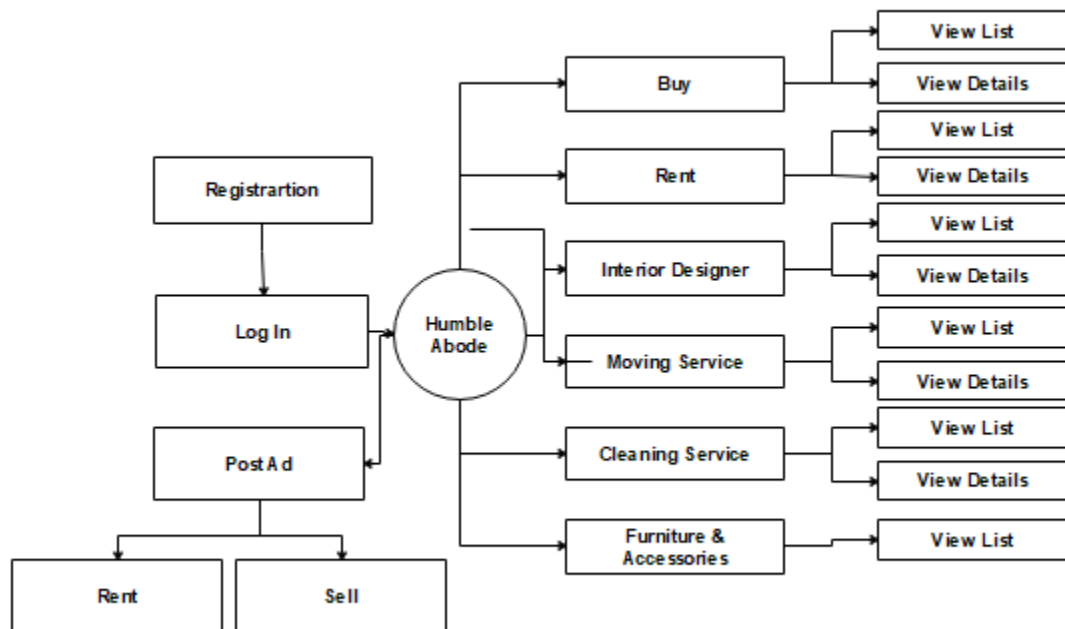 Registrartion
Log In
Humble
Abode
Post Ad
Rent
Sell
Buy
View List
View Details
Rent
View List
View Details
Interior Designer
View List
View Details
Moving Service
View List
View Details
Cleaning Service
View List
View Details
Furniture &
Accessories
View List